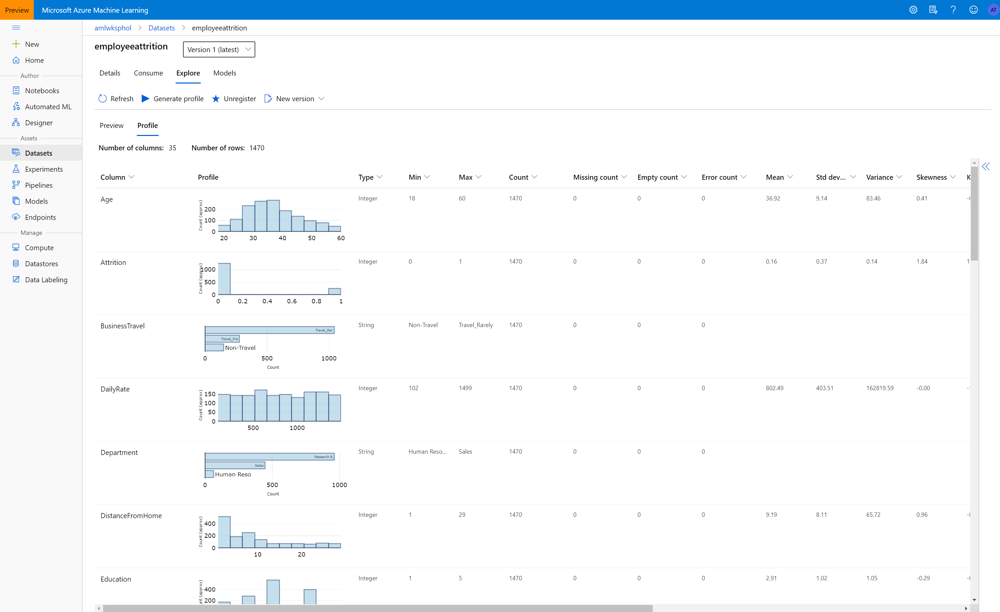 Preview Microsoft Azure Machine Learning AT
amlwksphol > Datasets > employeeattrition
New
Home
Author
Notebooks
Automated ML
Designer
Assets
Datasets
Experiments
Pipelines
Models
Endpoints
Manage
Compute
Datastores
Data Labeling
employeeattrition Version 1 (latest)
Details Consume Explore Models
Refresh Generate profile Unregister New version
Preview Profile
Number of columns: 35 Number of rows: 1470
Column Profile Type Min Max Count Missing count Empty count Error count Mean Std dev... Variance Skewness
Age Integer 18 60 1470 0 0 0 36.92 9.14 83.46 0.41
Count (approx)
200
100
0
20 30 40 50 60
Attrition Integer 0 1 1470 0 0 0 0.16 0.37 0.14 1.84
Count (approx)
1000
500
0
0 0.2 0.4 0.6 0.8 1
BusinessTravel String Non-Travel Travel_Rarely 1470 0 0 0
Travel_Rar
Travel_Fre
Non-Travel
0 500 1000
Count
DailyRate Integer 102 1499 1470 0 0 0 802.49 403.51 162819.59 -0.00
Count (approx)
150
100
50
0
500 1000
Department String Human Reso... Sales 1470 0 0 0
Research &
Sales
Human Reso
0 500 1000
Count
DistanceFromHome Integer 1 29 1470 0 0 0 9.19 8.11 65.72 0.96
Count (approx)
400
200
0
10 20
Education Integer 1 5 1470 0 0 0 2.91 1.02 1.05 -0.29
400
200